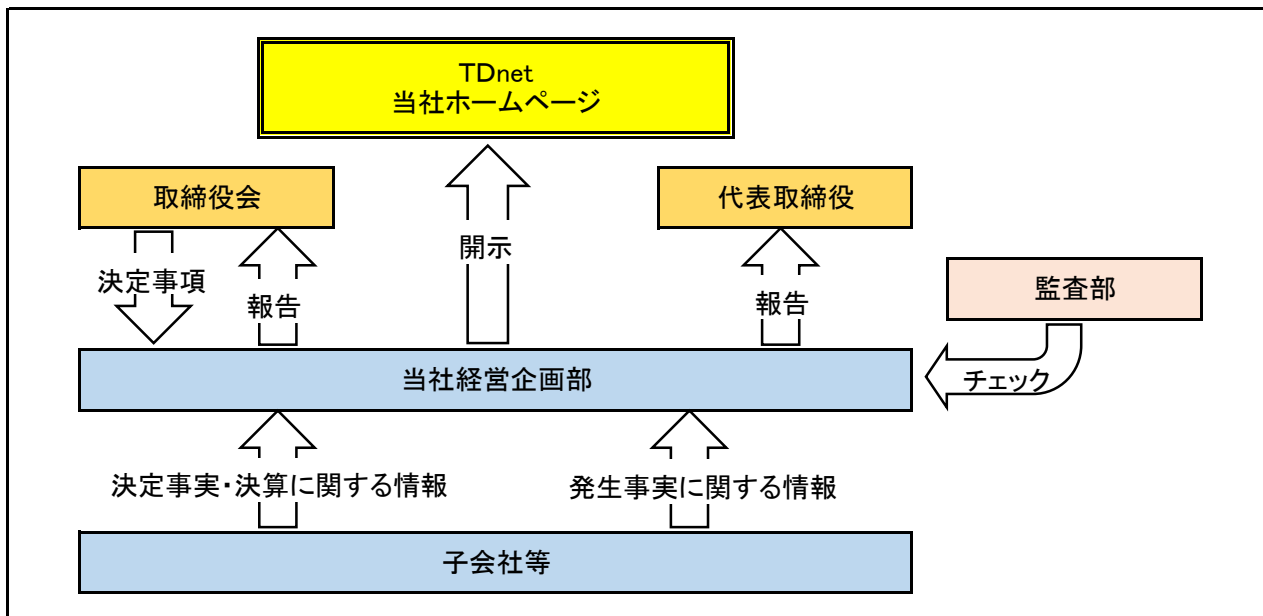 TDnet
当社ホームページ
取締役会
代表取締役
決定事項
報告
開示
報告
監査部
当社経営企画部
チェック
決定事実・決算に関する情報
発生事実に関する情報
子会社等